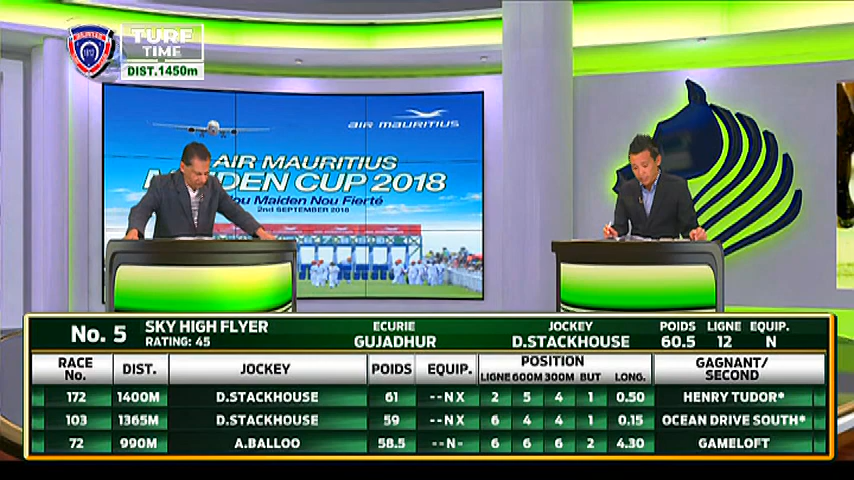 1812
TURF
TIME
DIST.1450m
AIR MAURITIUS
AIR MAURITIUS
MAIDEN CUP 2018
Nou Maiden Nou Fierté
2nd SEPTEMBER 2018
No. 5 SKY HIGH FLYER RATING: 45 ECURIE GUJADHUR JOCKEY D.STACKHOUSE POIDS 60.5 LIGNE 12 EQUIP. N
RACE No. DIST. JOCKEY POIDS EQUIP. POSITION LIGNE 600M 300M BUT LONG. GAGNANT/ SECOND
172 1400M D.STACKHOUSE 61 --NX 2 5 4 1 0.50 HENRY TUDOR*
103 1365M D.STACKHOUSE 59 --NX 6 4 4 1 0.15 OCEAN DRIVE SOUTH*
72 990M A.BALLOO 58.5 --N- 6 6 6 2 4.30 GAMELOFT